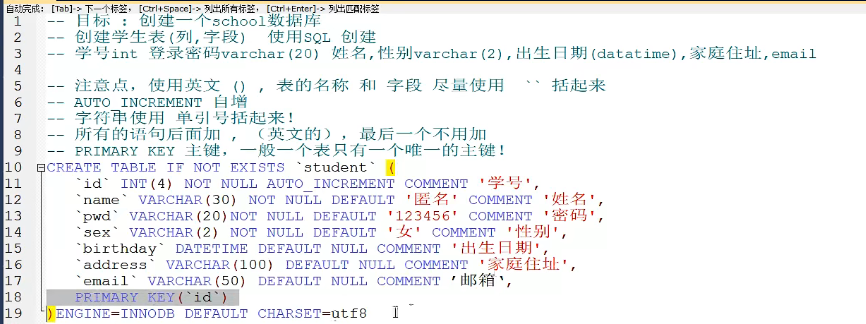 自动完成: [Tab]-> 下一个标签, [Ctrl+Space]-> 列出所有标签, [Ctrl+Enter]-> 列出匹配标签
1 -- 目标 : 创建一个school数据库
2 -- 创建学生表(列,字段) 使用SQL 创建
3 -- 学号int 登录密码varchar(20) 姓名,性别varchar(2),出生日期(datatime),家庭住址,email
4
5 -- 注意点, 使用英文 () , 表的名称 和 字段 尽量使用 `` 括起来
6 -- AUTO_INCREMENT 自增
7 -- 字符串使用 单引号括起来!
8 -- 所有的语句后面加 , (英文的), 最后一个不用加
9 -- PRIMARY KEY 主键, 一般一个表只有一个唯一的主键!
10 CREATE TABLE IF NOT EXISTS `student` (
11 `id` INT(4) NOT NULL AUTO_INCREMENT COMMENT '学号',
12 `name` VARCHAR(30) NOT NULL DEFAULT '匿名' COMMENT '姓名',
13 `pwd` VARCHAR(20)NOT NULL DEFAULT '123456' COMMENT '密码',
14 `sex` VARCHAR(2) NOT NULL DEFAULT '女' COMMENT '性别',
15 `birthday` DATETIME DEFAULT NULL COMMENT '出生日期',
16 `address` VARCHAR(100) DEFAULT NULL COMMENT '家庭住址',
17 `email` VARCHAR(50) DEFAULT NULL COMMENT '邮箱',
18 PRIMARY KEY(`id`)
19 )ENGINE=INNODB DEFAULT CHARSET=utf8